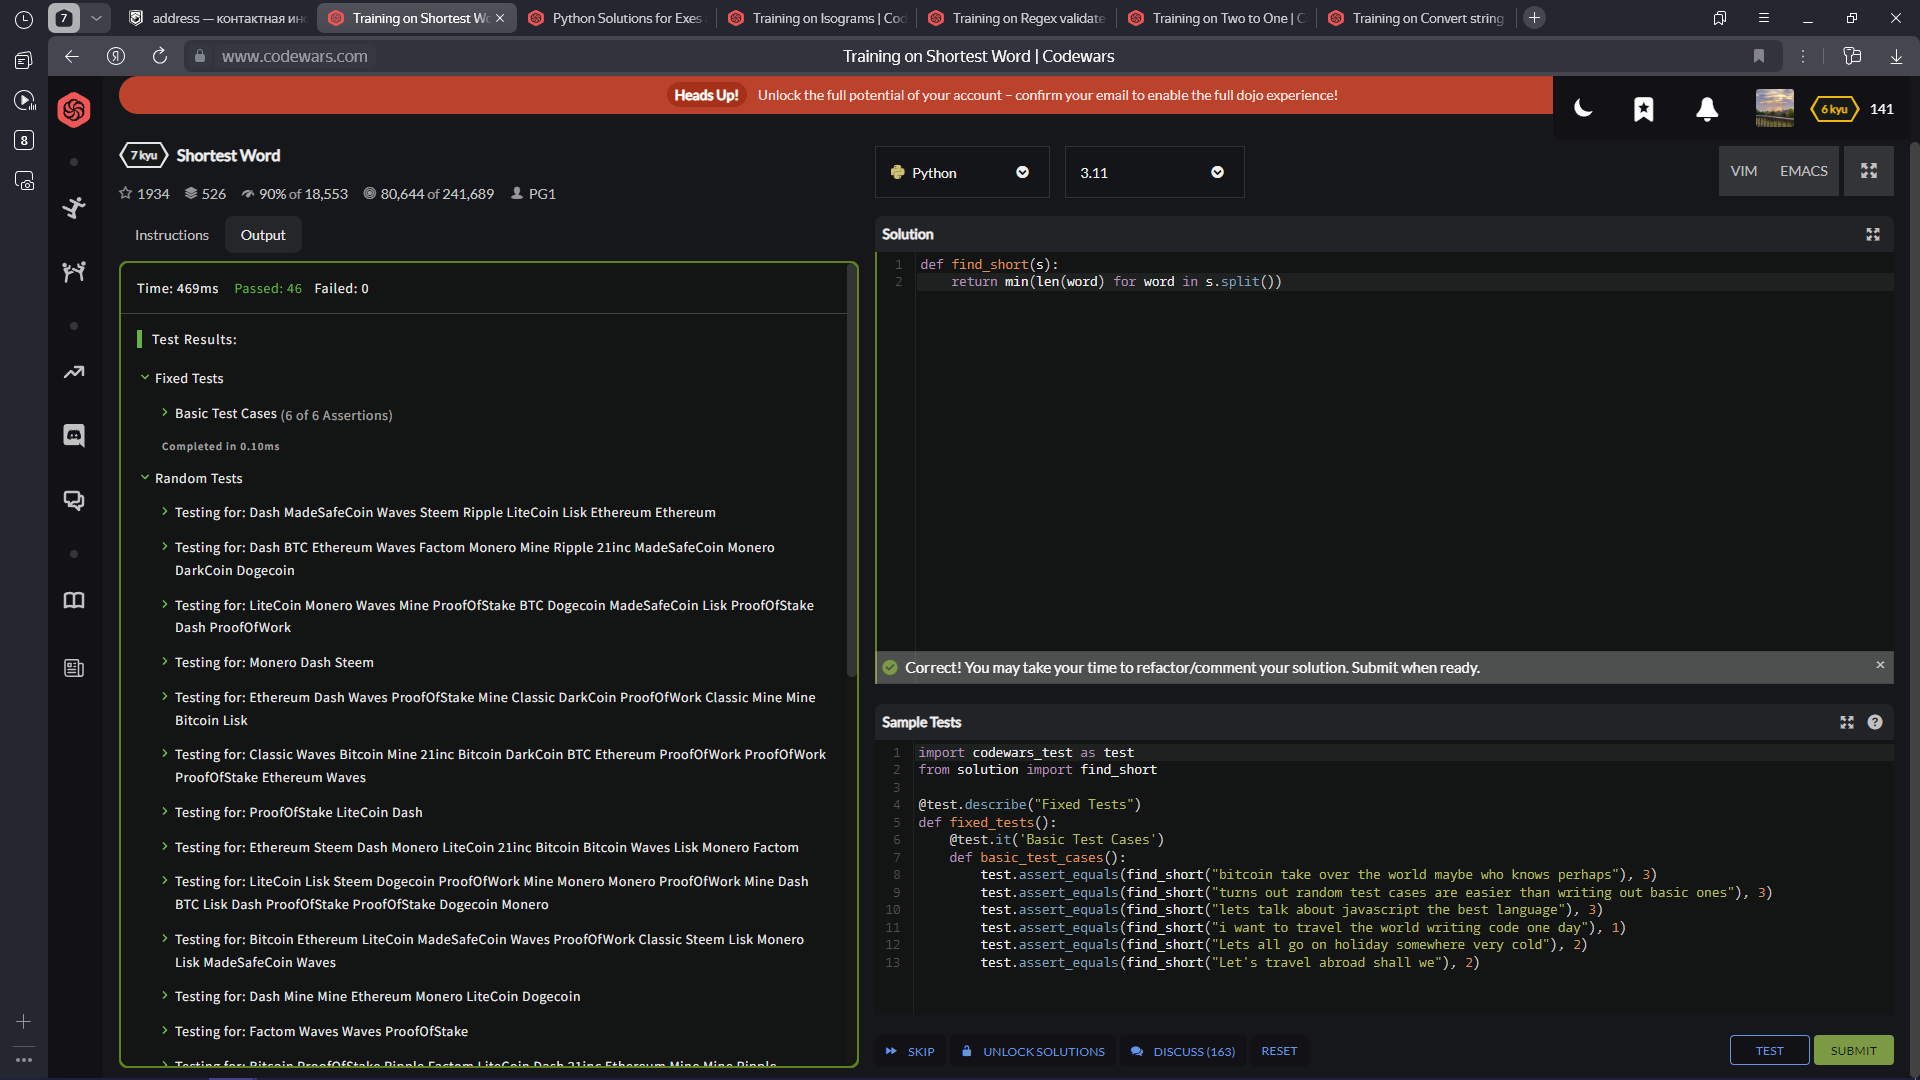 7
address — контактная ин
Training on Shortest Wo
Python Solutions for Exes
Training on Isograms | Cod
Training on Regex validate
Training on Two to One | C
Training on Convert string
www.codewars.com
Training on Shortest Word | Codewars
8
Heads Up! Unlock the full potential of your account – confirm your email to enable the full dojo experience!
6 kyu 141
7 kyu Shortest Word
1934 526 90% of 18,553 80,644 of 241,689 PG1
Python
3.11
VIM EMACS
Instructions Output
Time: 469ms Passed: 46 Failed: 0
Test Results:
Fixed Tests
Basic Test Cases (6 of 6 Assertions)
Completed in 0.10ms
Random Tests
Testing for: Dash MadeSafeCoin Waves Steem Ripple LiteCoin Lisk Ethereum Ethereum
Testing for: Dash BTC Ethereum Waves Factom Monero Mine Ripple 21inc MadeSafeCoin Monero
DarkCoin Dogecoin
Testing for: LiteCoin Monero Waves Mine ProofOfStake BTC Dogecoin MadeSafeCoin Lisk ProofOfStake
Dash ProofOfWork
Testing for: Monero Dash Steem
Testing for: Ethereum Dash Waves ProofOfStake Mine Classic DarkCoin ProofOfWork Classic Mine Mine
Bitcoin Lisk
Testing for: Classic Waves Bitcoin Mine 21inc Bitcoin DarkCoin BTC Ethereum ProofOfWork ProofOfWork
ProofOfStake Ethereum Waves
Testing for: ProofOfStake LiteCoin Dash
Testing for: Ethereum Steem Dash Monero LiteCoin 21inc Bitcoin Bitcoin Waves Lisk Monero Factom
Testing for: LiteCoin Lisk Steem Dogecoin ProofOfWork Mine Monero Monero ProofOfWork Mine Dash
BTC Lisk Dash ProofOfStake ProofOfStake Dogecoin Monero
Testing for: Bitcoin Ethereum LiteCoin MadeSafeCoin Waves ProofOfWork Classic Steem Lisk Monero
Lisk MadeSafeCoin Waves
Testing for: Dash Mine Mine Ethereum Monero LiteCoin Dogecoin
Testing for: Factom Waves Waves ProofOfStake
Testing for: Bitcoin ProofOfStake Ripple Factom LiteCoin Dash 21inc Ethereum Mine Mine Ripple
Solution
1 def find_short(s):
2 return min(len(word) for word in s.split())
Correct! You may take your time to refactor/comment your solution. Submit when ready.
Sample Tests
1 import codewars_test as test
2 from solution import find_short
3
4 @test.describe("Fixed Tests")
5 def fixed_tests():
6 @test.it('Basic Test Cases')
7 def basic_test_cases():
8 test.assert_equals(find_short("bitcoin take over the world maybe who knows perhaps"), 3)
9 test.assert_equals(find_short("turns out random test cases are easier than writing out basic ones"), 3)
10 test.assert_equals(find_short("lets talk about javascript the best language"), 3)
11 test.assert_equals(find_short("i want to travel the world writing code one day"), 1)
12 test.assert_equals(find_short("Lets all go on holiday somewhere very cold"), 2)
13 test.assert_equals(find_short("Let's travel abroad shall we"), 2)
SKIP UNLOCK SOLUTIONS DISCUSS (163) RESET TEST SUBMIT